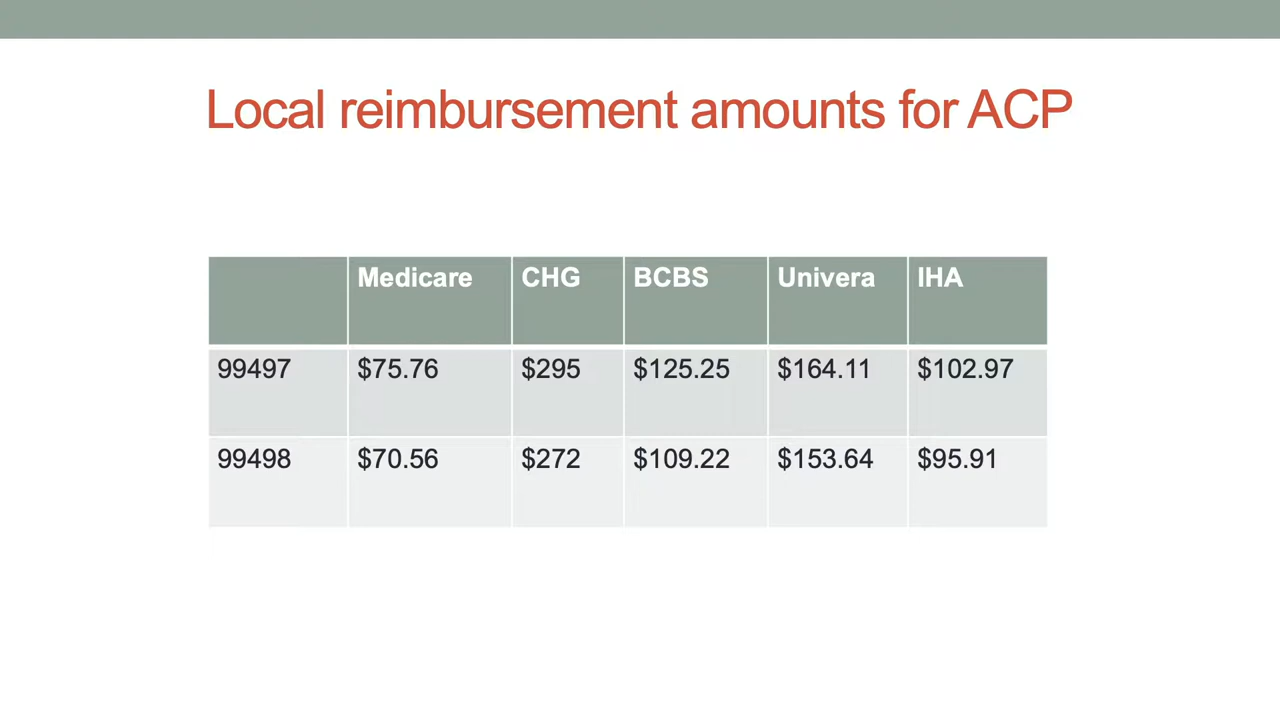 Local reimbursement amounts for ACP
Medicare CHG BCBS Univera IHA
99497 $75.76 $295 $125.25 $164.11 $102.97
99498 $70.56 $272 $109.22 $153.64 $95.91